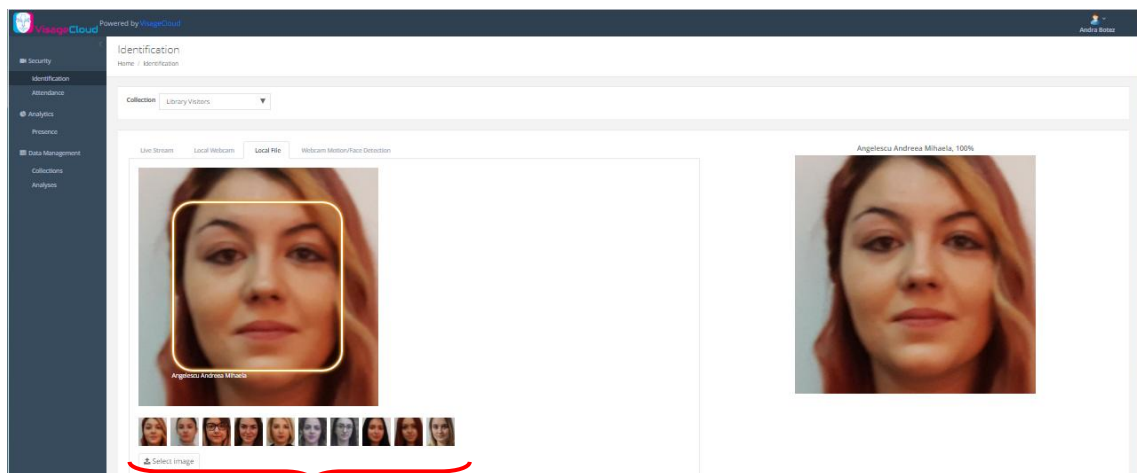 VisageCloud
Powered by VisageCloud
Andra Botez
Security
Identification
Attendance
Analytics
Presence
Data Management
Collections
Analyses
Identification
Home / Identification
Collection Library Visitors
Live Stream Local Webcam Local File Webcam Motion/Face Detection
Angelescu Andreea Mihaela
Select image
Angelescu Andreea Mihaela, 100%